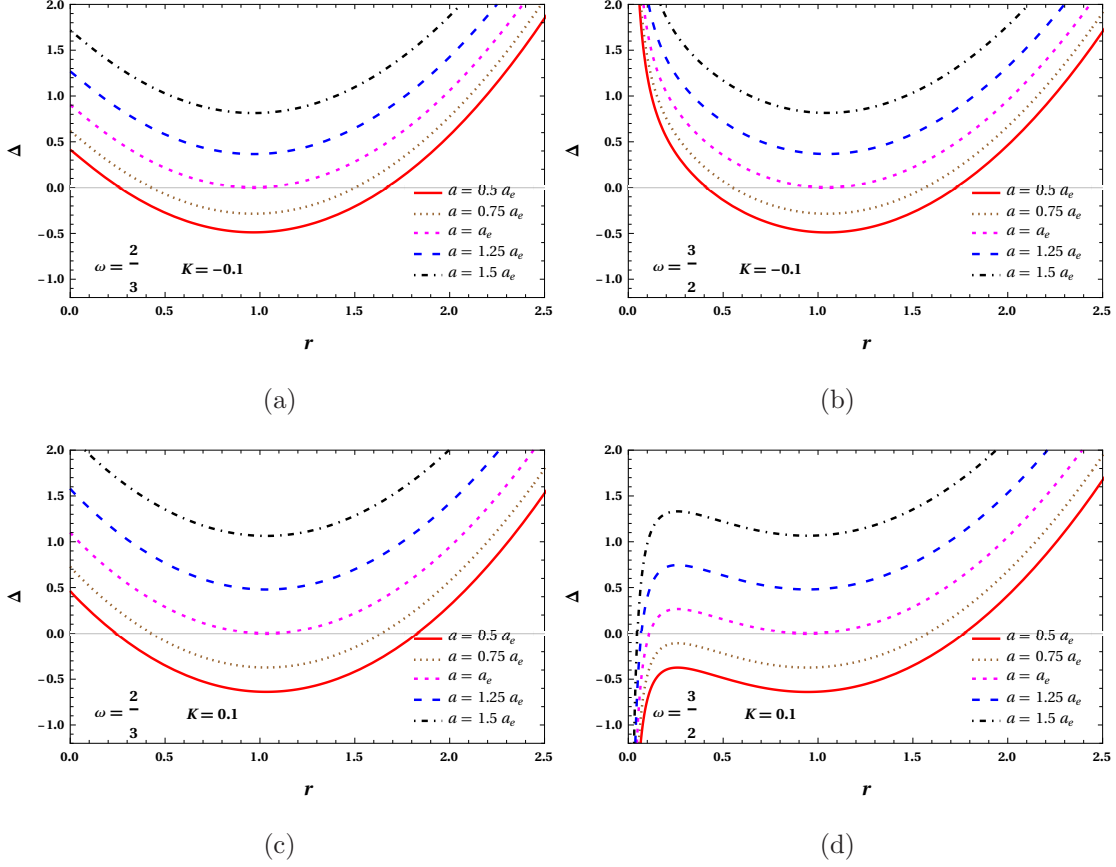 2.0
1.5
1.0
0.5
0.0
−0.5
−1.0
Δ
a = 0.5 a_e
a = 0.75 a_e
a = a_e
a = 1.25 a_e
a = 1.5 a_e
ω = 2/3 K = −0.1
0.0 0.5 1.0 1.5 2.0 2.5
r
(a)
2.0
1.5
1.0
0.5
0.0
−0.5
−1.0
Δ
a = 0.5 a_e
a = 0.75 a_e
a = a_e
a = 1.25 a_e
a = 1.5 a_e
ω = 3/2 K = −0.1
0.0 0.5 1.0 1.5 2.0 2.5
r
(b)
2.0
1.5
1.0
0.5
0.0
−0.5
−1.0
Δ
a = 0.5 a_e
a = 0.75 a_e
a = a_e
a = 1.25 a_e
a = 1.5 a_e
ω = 2/3 K = 0.1
0.0 0.5 1.0 1.5 2.0 2.5
r
(c)
2.0
1.5
1.0
0.5
0.0
−0.5
−1.0
Δ
a = 0.5 a_e
a = 0.75 a_e
a = a_e
a = 1.25 a_e
a = 1.5 a_e
ω = 3/2 K = 0.1
0.0 0.5 1.0 1.5 2.0 2.5
r
(d)